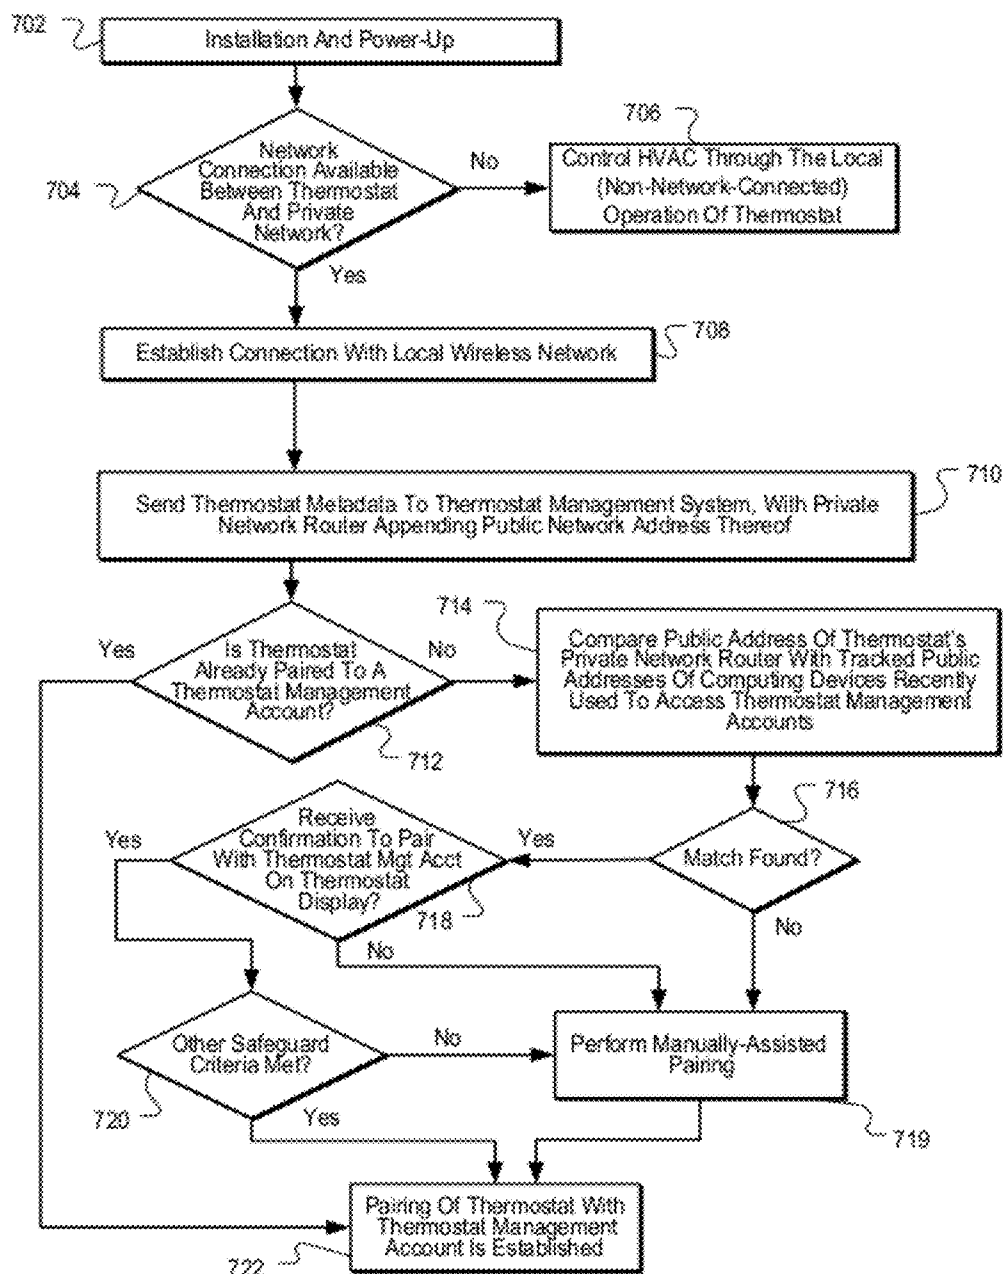 702
Installation And Power-Up
704
Network
Connection Available
Between Thermostat
And Private
Network?
No
706
Control HVAC Through The Local
(Non-Network-Connected)
Operation Of Thermostat
Yes
Establish Connection With Local Wireless Network
708
710
Send Thermostat Metadata To Thermostat Management System, With Private
Network Router Appending Public Network Address Thereof
Yes
Is Thermostat
Already Paired To A
Thermostat Management
Account?
No
712
714
Compare Public Address Of Thermostat's
Private Network Router With Tracked Public
Addresses Of Computing Devices Recently
Used To Access Thermostat Management
Accounts
716
Match Found?
Yes
No
Receive
Confirmation To Pair
With Thermostat Mgt Acct
On Thermostat
Display?
718
Yes
No
Other Safeguard
Criteria Met?
720
No
Yes
Perform Manually-Assisted
Pairing
719
Pairing Of Thermostat With
Thermostat Management
Account Is Established
722